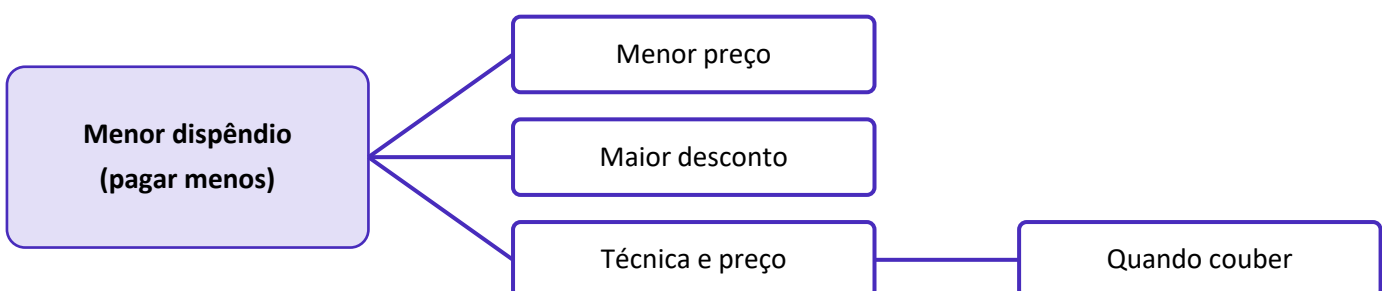 Menor dispêndio
(pagar menos)
Menor preço
Maior desconto
Técnica e preço
Quando couber